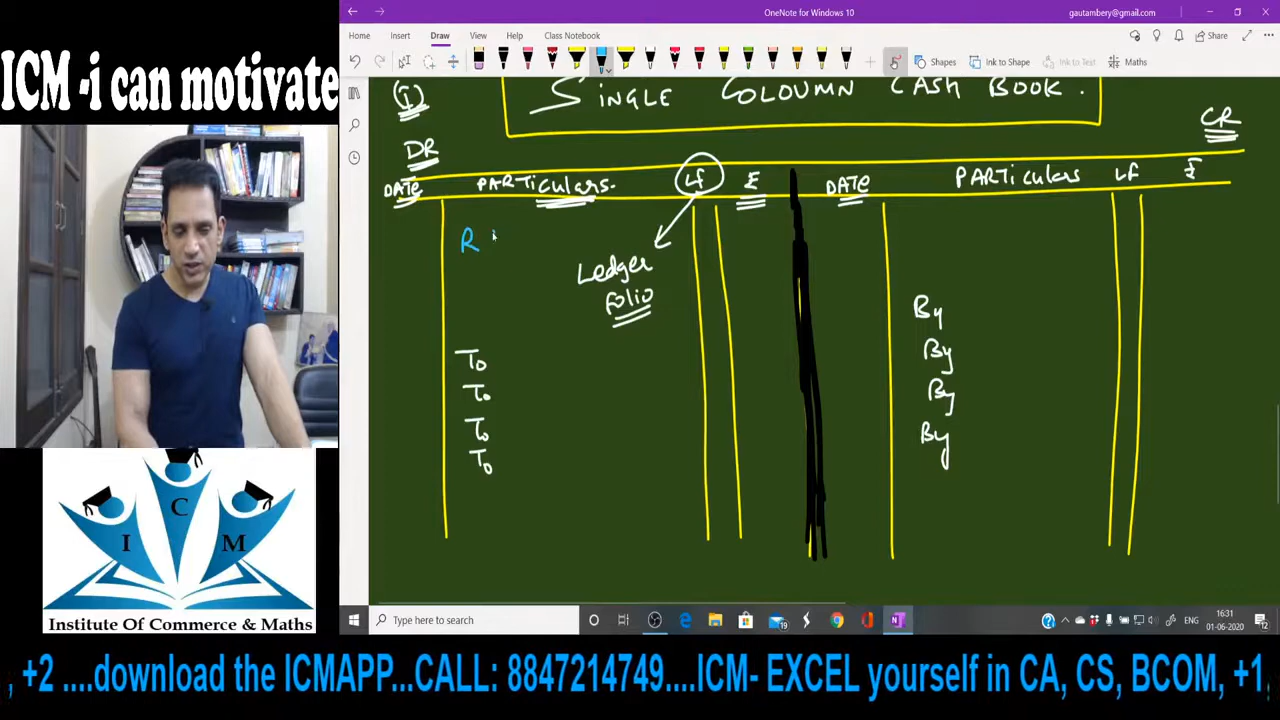 ICM -i can motivate
OneNote for Windows 10
gautambery@gmail.com
Home Insert Draw View Help Class Notebook
Share
Shapes Ink to Shape Ink to Text Maths
(I) SINGLE COLOUMN CASH BOOK.
DR CR
DATE PARTiculars. Lf ₹ DATE PARTiculars Lf ₹
R
Ledger
folio
By
To By
To By
To By
To
I C M
Institute Of Commerce & Maths
Type here to search
19
ENG
16:31
01-06-2020
12
, +2 ....download the ICMAPP...CALL: 8847214749....ICM- EXCEL yourself in CA, CS, BCOM, +1,